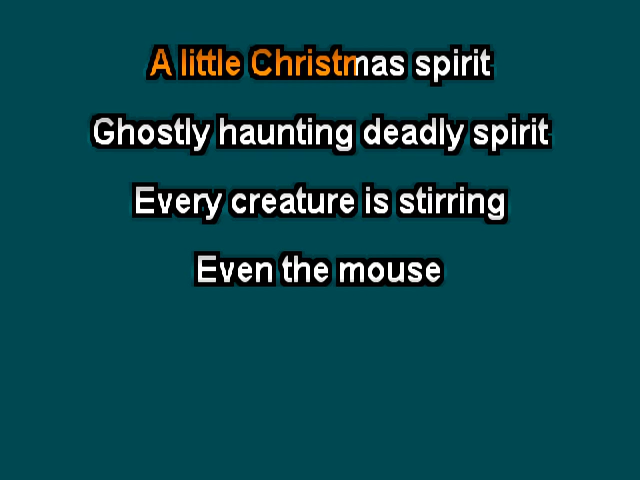 A little Christmas spirit
Ghostly haunting deadly spirit
Every creature is stirring
Even the mouse